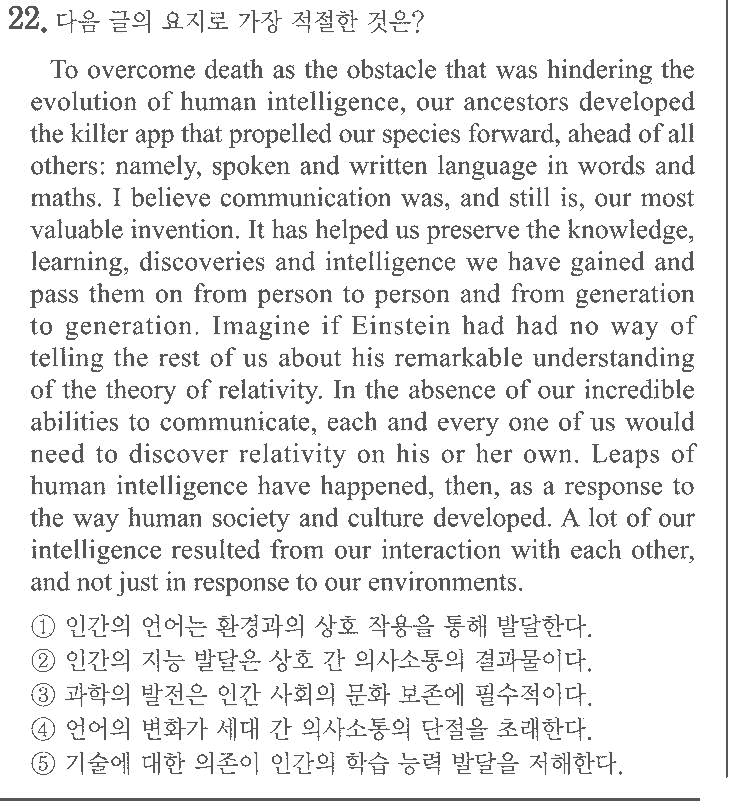 22. 다음 글의 요지로 가장 적절한 것은?
To overcome death as the obstacle that was hindering the
evolution of human intelligence, our ancestors developed
the killer app that propelled our species forward, ahead of all
others: namely, spoken and written language in words and
maths. I believe communication was, and still is, our most
valuable invention. It has helped us preserve the knowledge,
learning, discoveries and intelligence we have gained and
pass them on from person to person and from generation
to generation. Imagine if Einstein had had no way of
telling the rest of us about his remarkable understanding
of the theory of relativity. In the absence of our incredible
abilities to communicate, each and every one of us would
need to discover relativity on his or her own. Leaps of
human intelligence have happened, then, as a response to
the way human society and culture developed. A lot of our
intelligence resulted from our interaction with each other,
and not just in response to our environments.
① 인간의 언어는 환경과의 상호 작용을 통해 발달한다.
② 인간의 지능 발달은 상호 간 의사소통의 결과물이다.
③ 과학의 발전은 인간 사회의 문화 보존에 필수적이다.
④ 언어의 변화가 세대 간 의사소통의 단절을 초래한다.
⑤ 기술에 대한 의존이 인간의 학습 능력 발달을 저해한다.